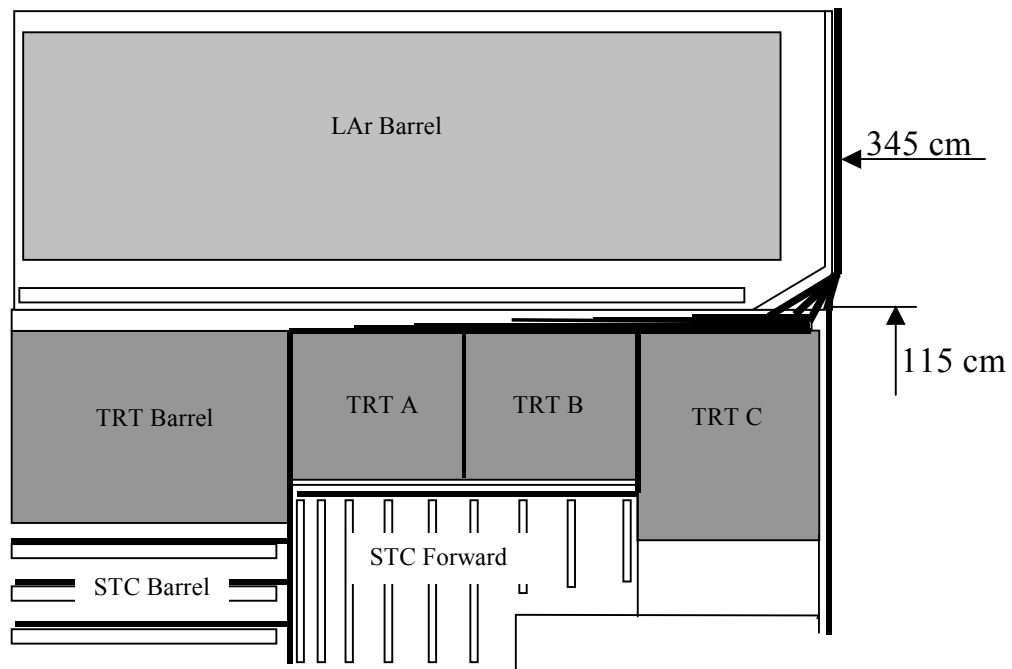 LAr Barrel
345 cm
115 cm
TRT Barrel
TRT A
TRT B
TRT C
STC Forward
STC Barrel